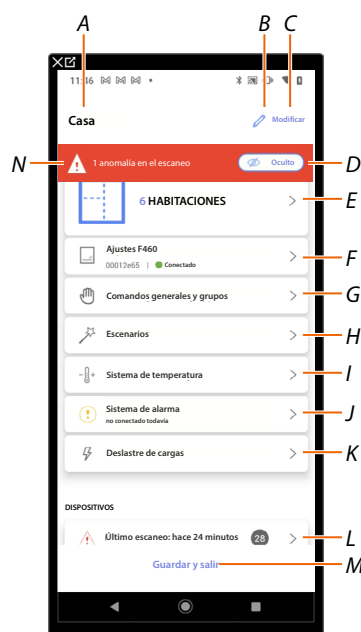 A
B
C
11:46
Casa
Modificar
N
1 anomalía en el escaneo
Oculto
D
6 HABITACIONES
E
Ajustes F460
00012e65 | Conectado
F
Comandos generales y grupos
G
Escenarios
H
Sistema de temperatura
I
Sistema de alarma
no conectado todavía
J
Deslastre de cargas
K
DISPOSITIVOS
Último escaneo: hace 24 minutos
28
L
Guardar y salir
M